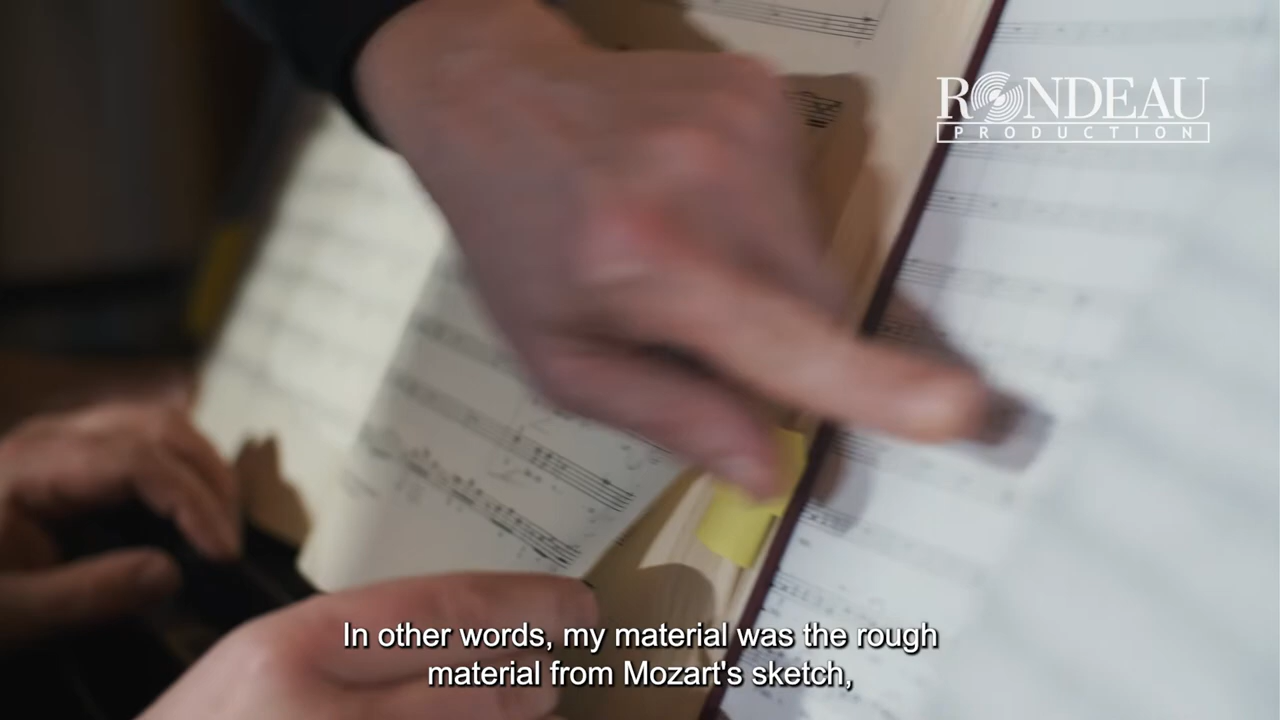 RONDEAU
PRODUCTION
In other words, my material was the rough
material from Mozart's sketch,